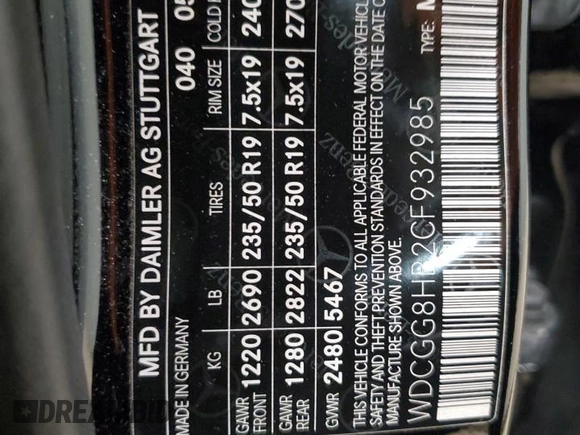 MFD BY DAIMLER AG STUTTGART
MADE IN GERMANY 040 05
KG LB TIRES RIM SIZE COLD
GAWR FRONT 1220 2690 235/50 R19 7.5x19 240
GAWR REAR 1280 2822 235/50 R19 7.5x19 270
GVWR 2480 5467
THIS VEHICLE CONFORMS TO ALL APPLICABLE FEDERAL MOTOR VEHICLE
SAFETY AND THEFT PREVENTION STANDARDS IN EFFECT ON THE DATE O
MANUFACTURE SHOWN ABOVE.
WDCGG8HB2CF932985 TYPE: M
DREAMBID